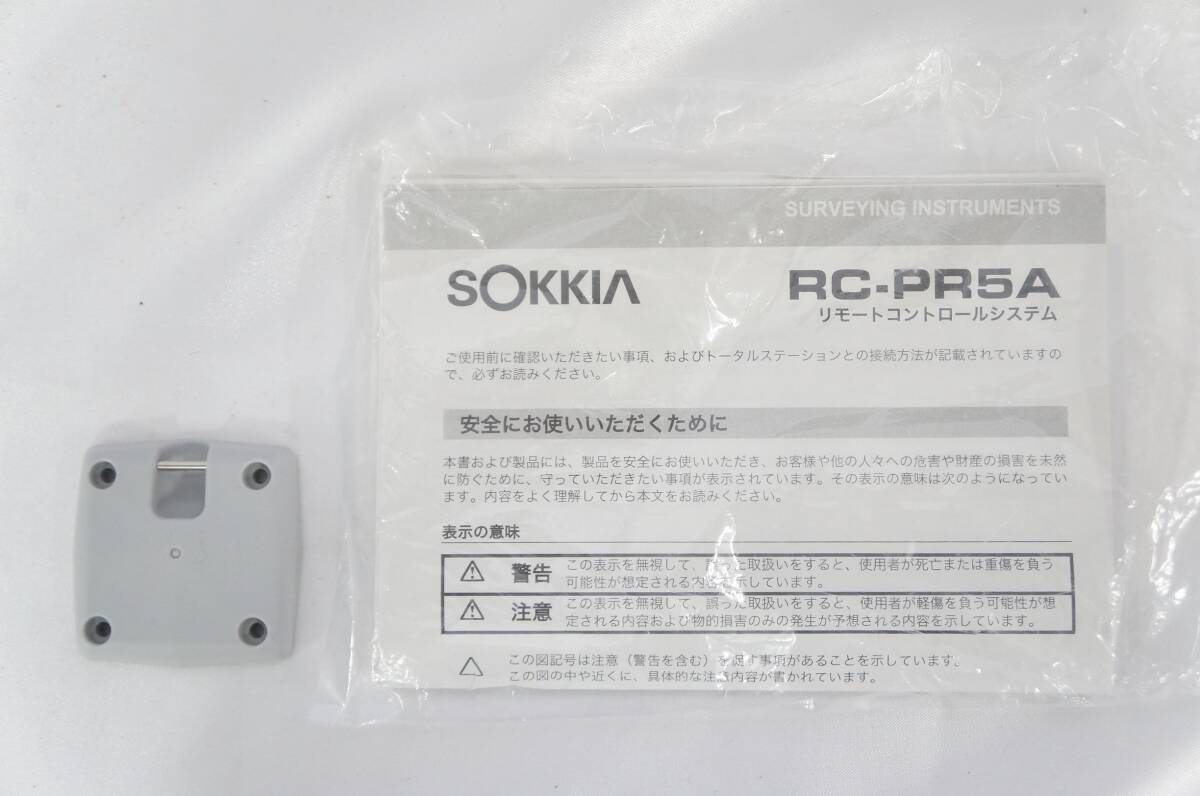 SURVEYING INSTRUMENTS
SOKKIA
RC-PR5A
リモートコントロールシステム
ご使用前に確認いただきたい事項、およびトータルステーションとの接続方法が記載されていますの
で、必ずお読みください。
安全にお使いいただくために
本書および製品には、製品を安全にお使いいただき、お客様や他の人々への危害や財産の損害を未然
に防ぐために、守っていただきたい事項が表示されています。その表示の意味は次のようになってい
ます。内容をよく理解してから本文をお読みください。
表示の意味
警告
この表示を無視して、誤った取扱いをすると、使用者が死亡または重傷を負う
可能性が想定される内容を示しています。
注意
この表示を無視して、誤った取扱いをすると、使用者が軽傷を負う可能性が想
定される内容および物的損害のみの発生が予想される内容を示しています。
この図記号は注意（警告を含む）を促す事項があることを示しています。
この図の中や近くに、具体的な注意内容が書かれています。